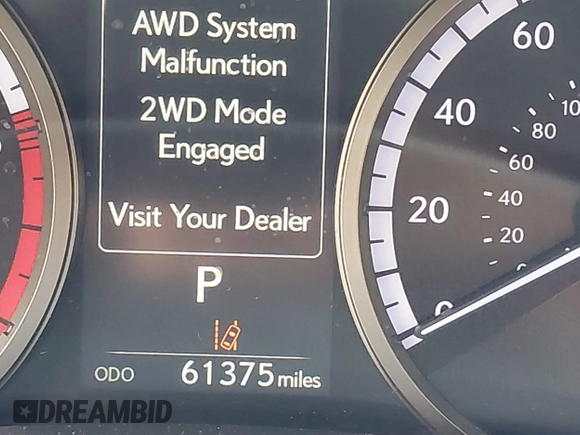 AWD System
Malfunction
2WD Mode
Engaged
Visit Your Dealer
P
ODO 61375 miles
60
40
20
0
80
60
40
20
DREAMBID